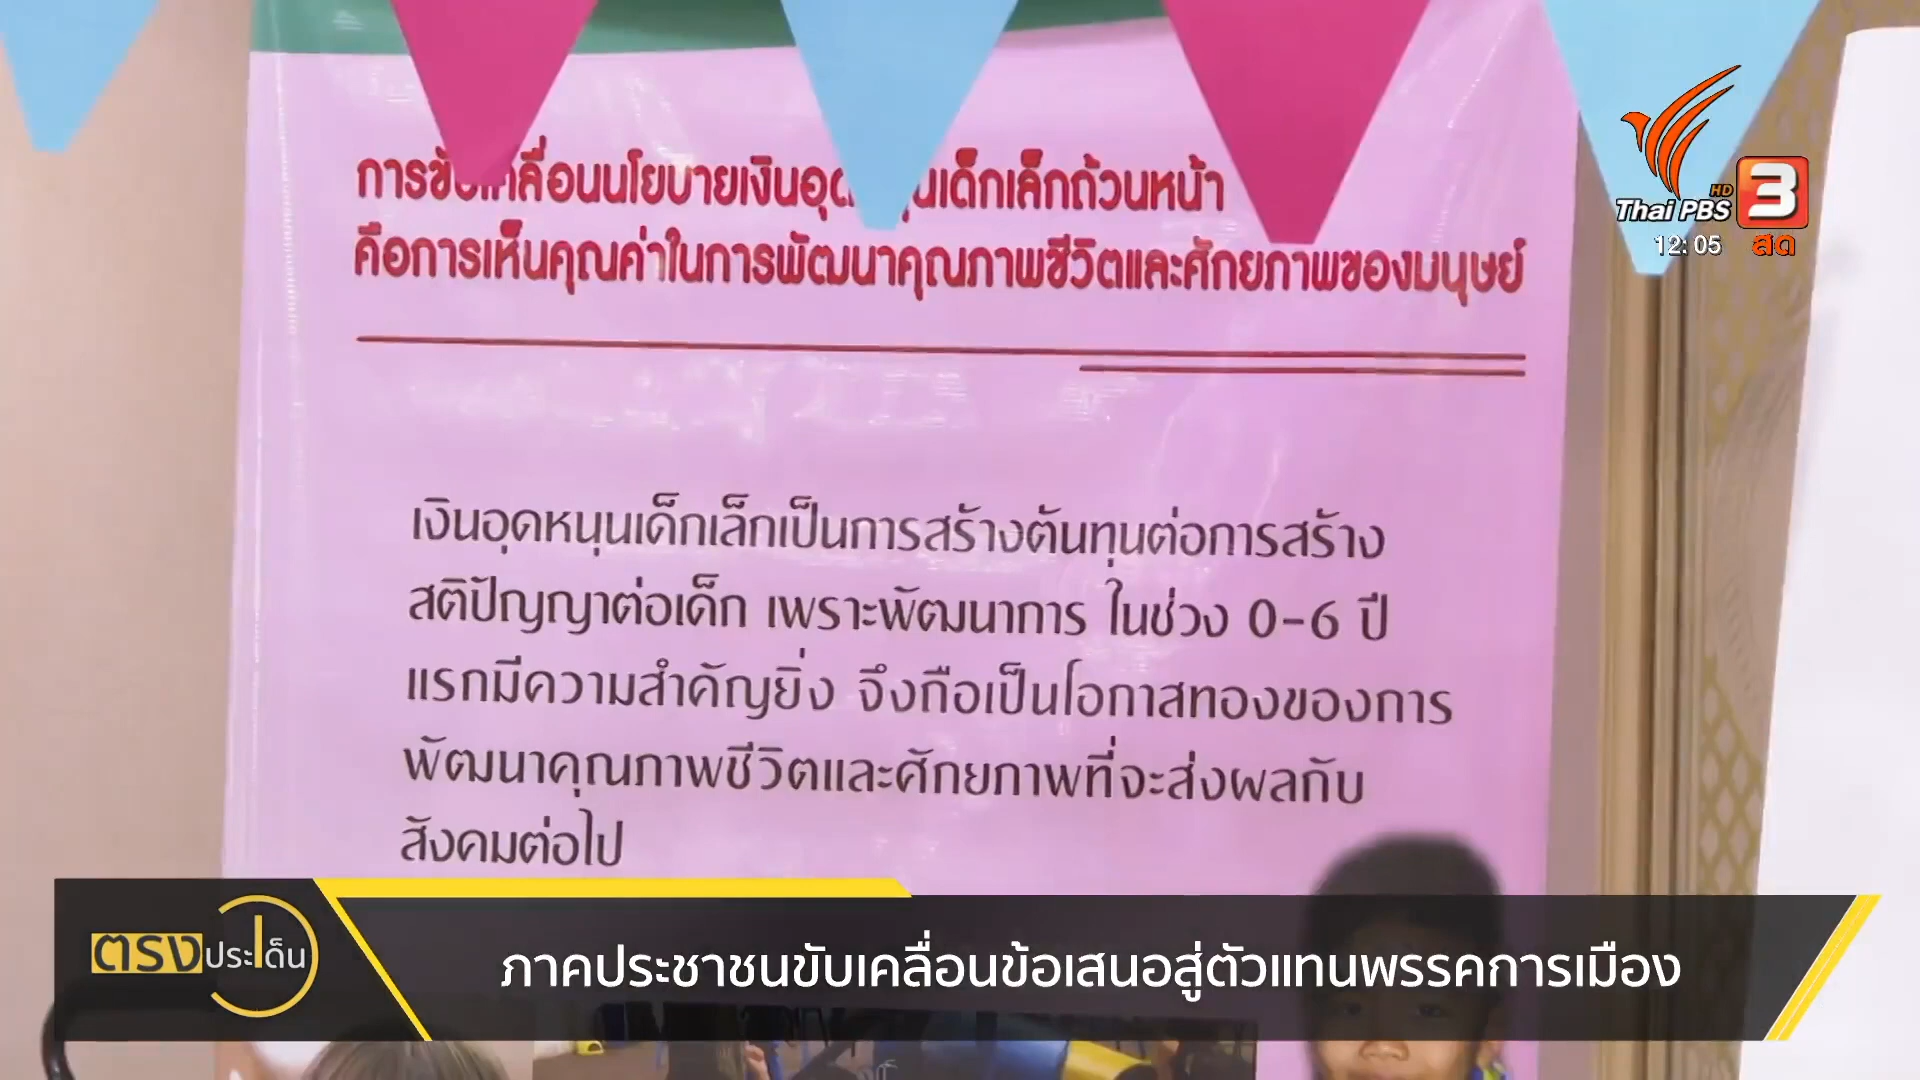 การขับเคลื่อนนโยบายเงินอุดหนุนเด็กเล็กถ้วนหน้า
คือการเห็นคุณค่าในการพัฒนาคุณภาพชีวิตและศักยภาพของมนุษย์
HD
Thai PBS 3
12:05 สด
เงินอุดหนุนเด็กเล็กเป็นการสร้างต้นทุนต่อการสร้าง
สติปัญญาต่อเด็ก เพราะพัฒนาการ ในช่วง 0-6 ปี
แรกมีความสำคัญยิ่ง จึงถือเป็นโอกาสทองของการ
พัฒนาคุณภาพชีวิตและศักยภาพที่จะส่งผลกับ
สังคมต่อไป
ตรงประเด็น
ภาคประชาชนขับเคลื่อนข้อเสนอสู่ตัวแทนพรรคการเมือง